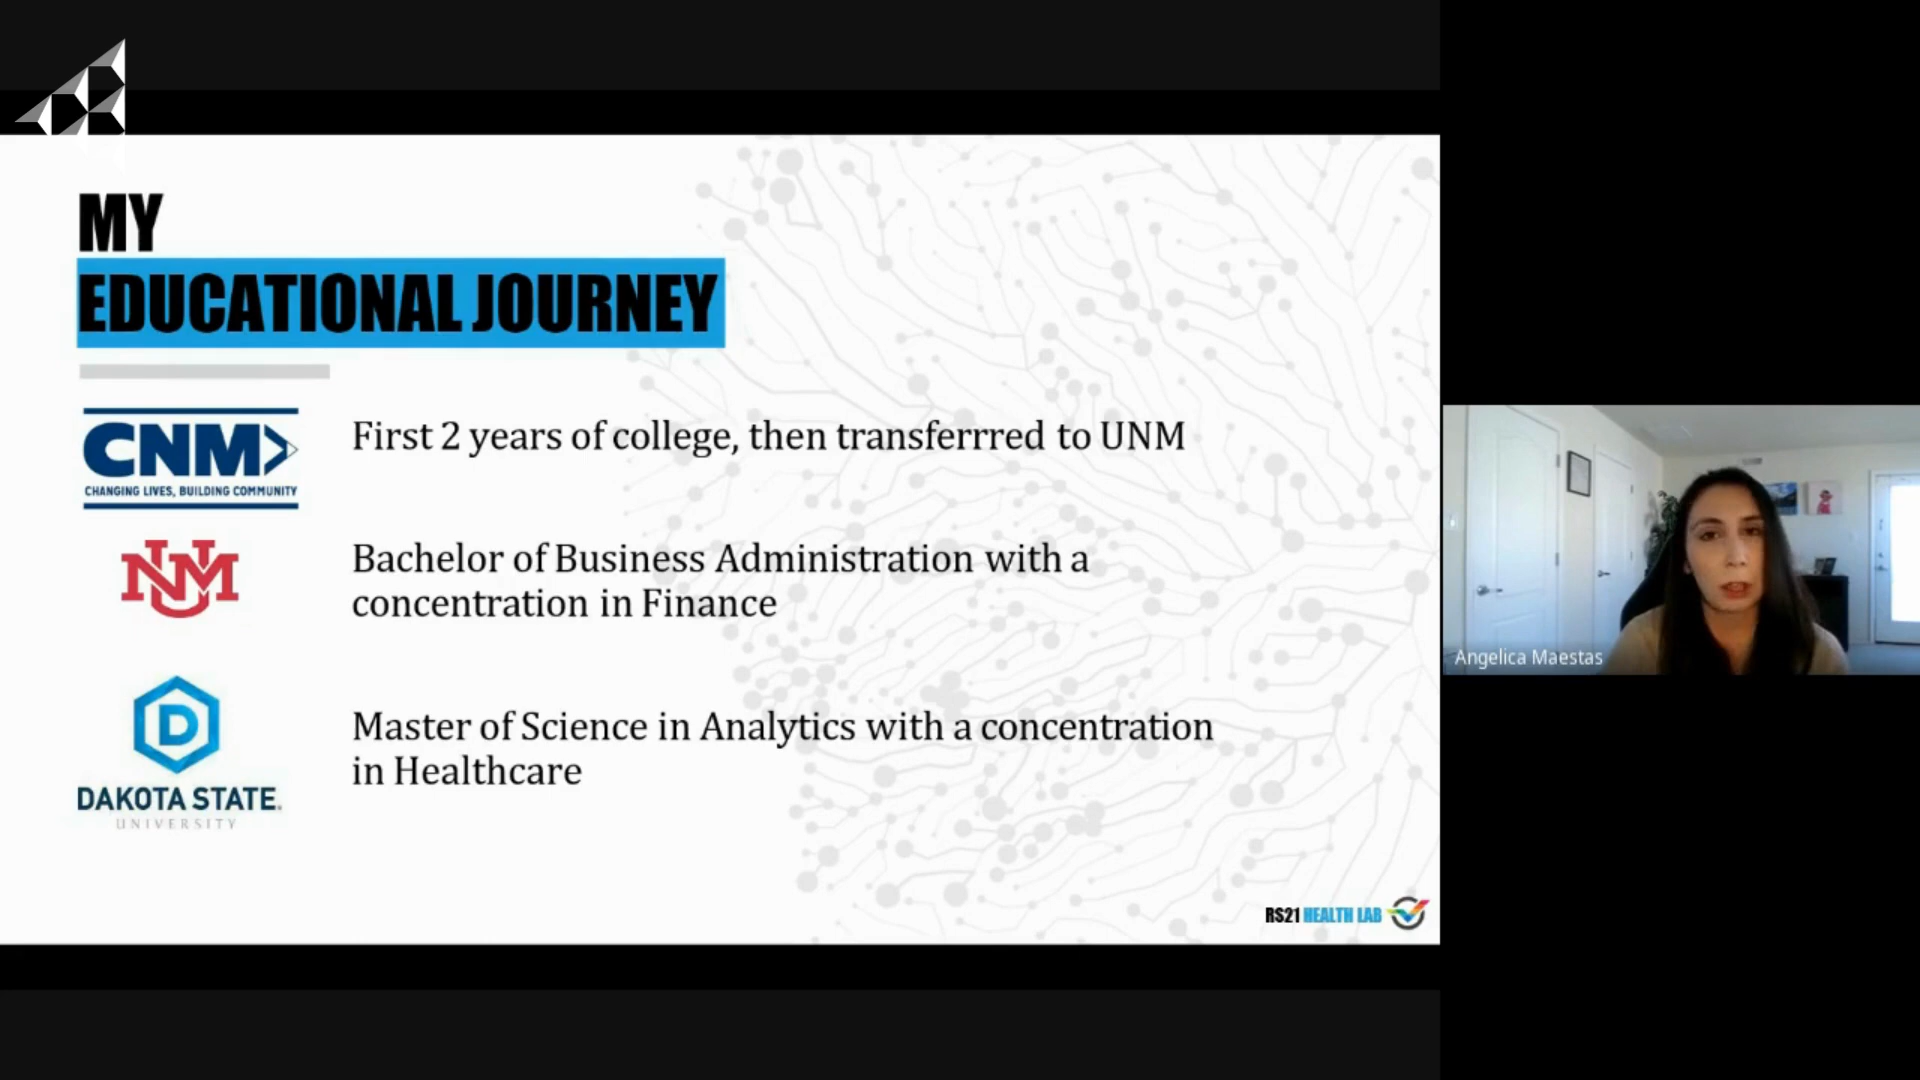 MY
EDUCATIONAL JOURNEY
CNM
CHANGING LIVES, BUILDING COMMUNITY
First 2 years of college, then transferrred to UNM
UNM
Bachelor of Business Administration with a
concentration in Finance
D
DAKOTA STATE
UNIVERSITY
Master of Science in Analytics with a concentration
in Healthcare
RS21 HEALTH LAB
Angelica Maestas